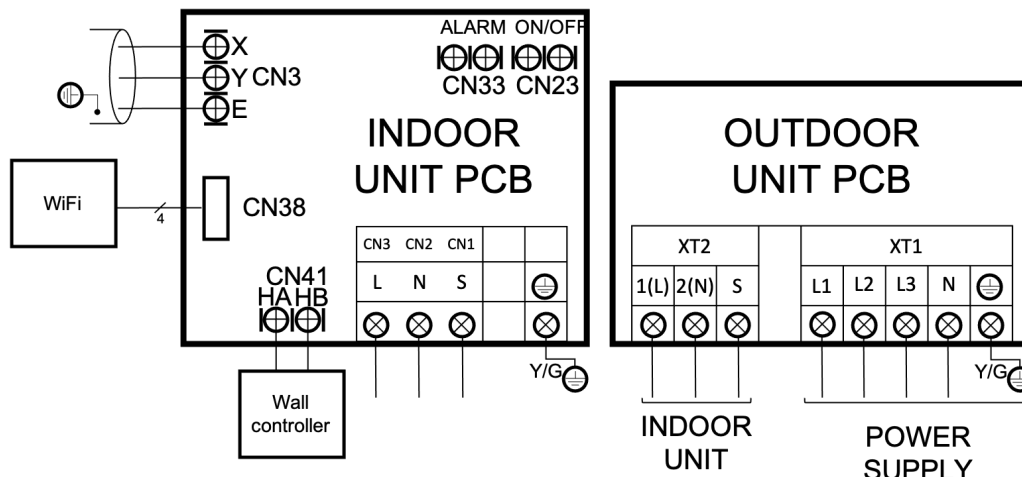 ALARM ON/OFF
CN33 CN23
X
Y CN3
E
INDOOR
UNIT PCB
WiFi
4
CN38
CN41
HA HB
CN3 CN2 CN1
L N S
Y/G
Wall
controller
OUTDOOR
UNIT PCB
XT2 XT1
1(L) 2(N) S L1 L2 L3 N
Y/G
INDOOR
UNIT
POWER
SUPPLY